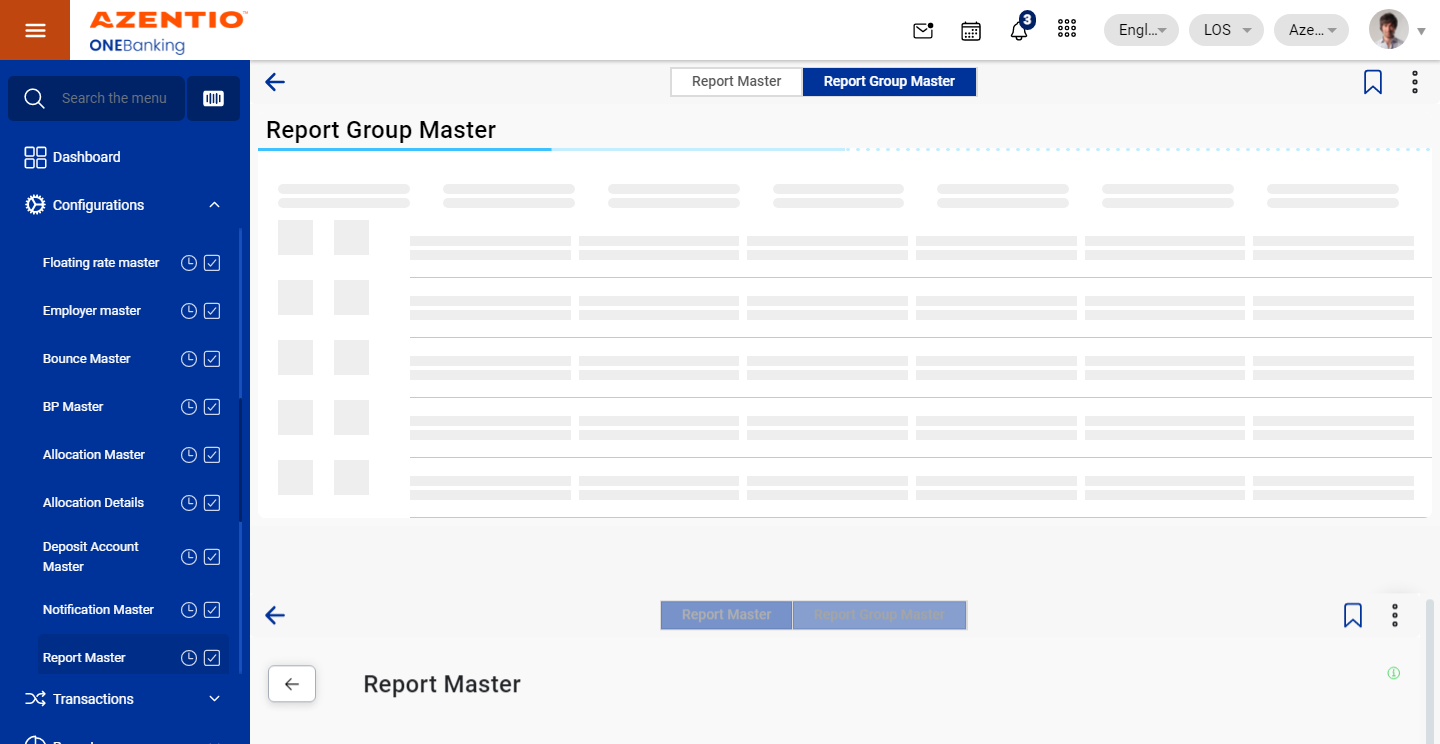 AZENTIO™
ONEBanking
3
Engl...
LOS
Aze...
Search the menu
Report Master
Report Group Master
Dashboard
Report Group Master
Configurations
Floating rate master
Employer master
Bounce Master
BP Master
Allocation Master
Allocation Details
Deposit Account
Master
Notification Master
Report Master
Report Group Master
Report Master
Report Master
Transactions